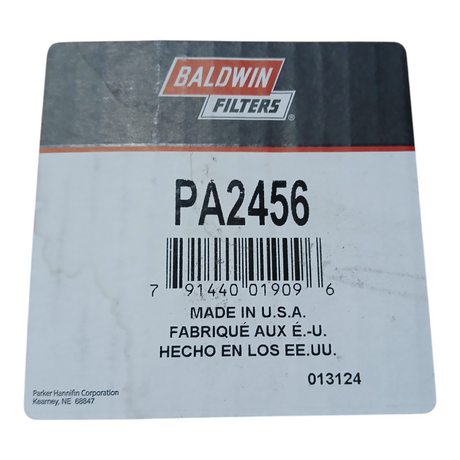 BALDWIN
FILTERS®
PA2456
7 91440 01909 6
MADE IN U.S.A.
FABRIQUÉ AUX É.-U.
HECHO EN LOS EE.UU.
013124
Parker Hannifin Corporation
Kearney, NE 68847